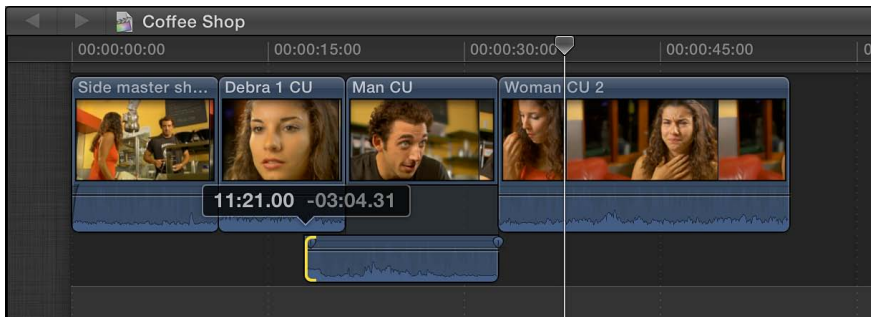 Coffee Shop
00:00:00:00 00:00:15:00 00:00:30:00 00:00:45:00 0
Side master sh... Debra 1 CU Man CU Woman CU 2
11:21.00 -03:04.31